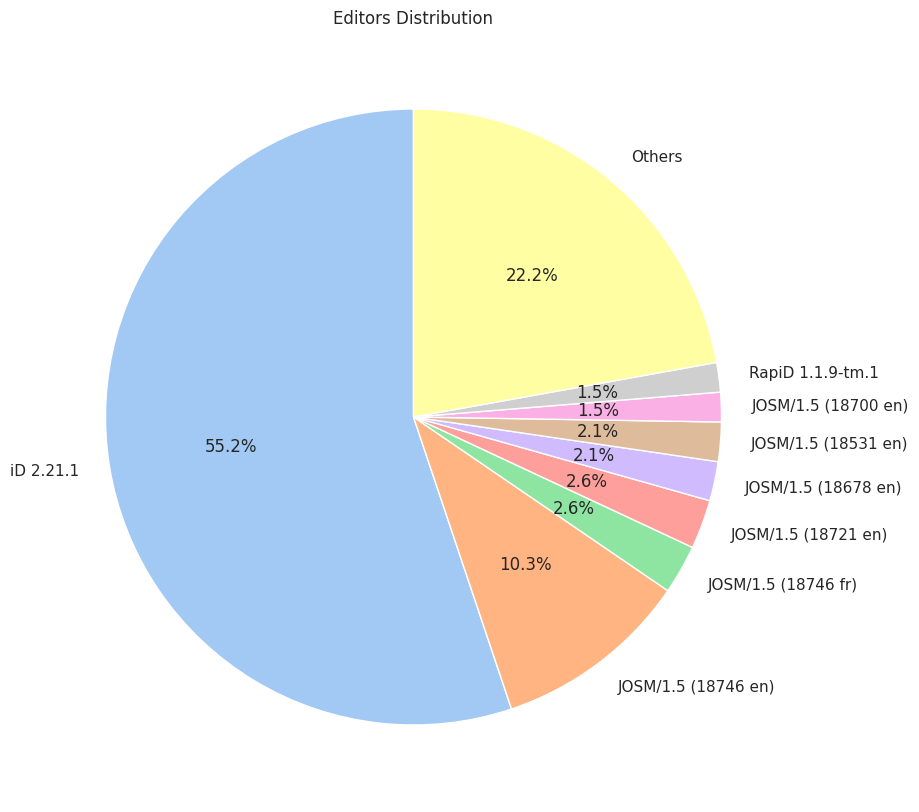 Editors Distribution
Others
22.2%
RapiD 1.1.9-tm.1
1.5%
JOSM/1.5 (18700 en)
1.5%
JOSM/1.5 (18531 en)
2.1%
JOSM/1.5 (18678 en)
2.1%
JOSM/1.5 (18721 en)
2.6%
JOSM/1.5 (18746 fr)
2.6%
JOSM/1.5 (18746 en)
10.3%
iD 2.21.1
55.2%